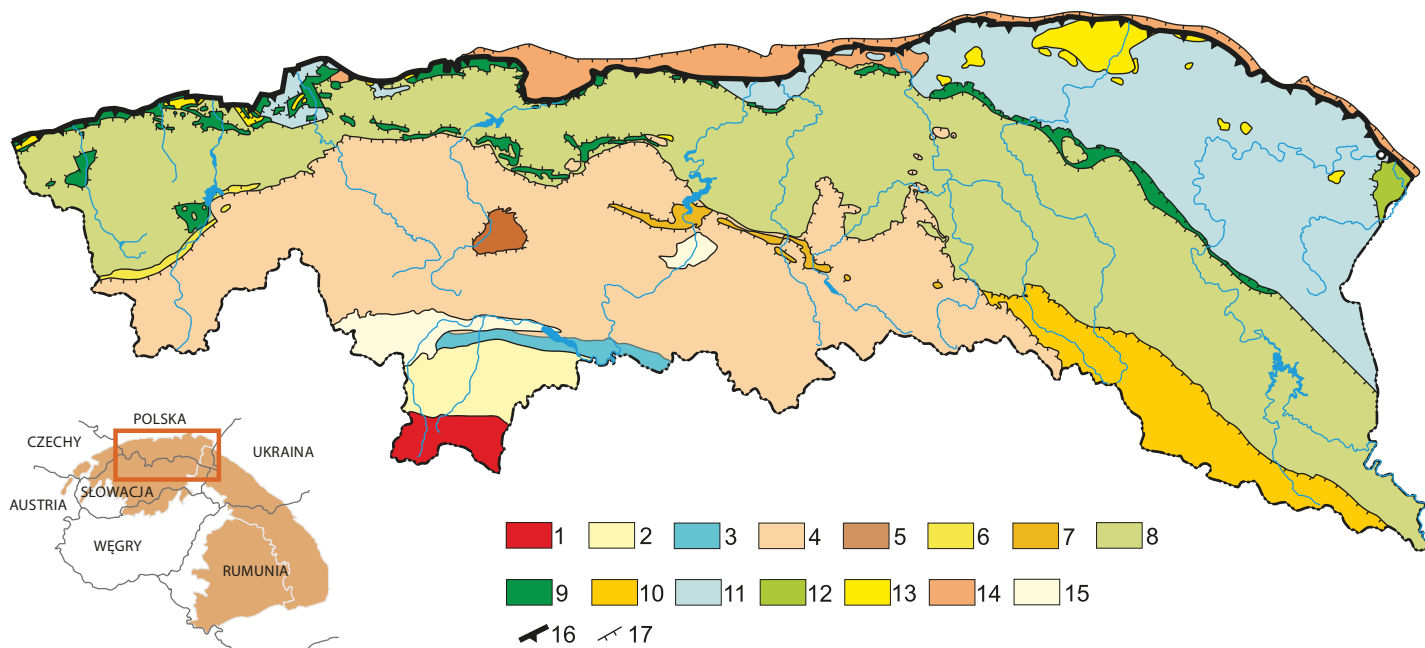 POLSKA
CZECHY
UKRAINA
SŁOWACJA
AUSTRIA
WĘGRY
RUMUNIA
1 2 3 4 5 6 7 8
9 10 11 12 13 14 15
16 17